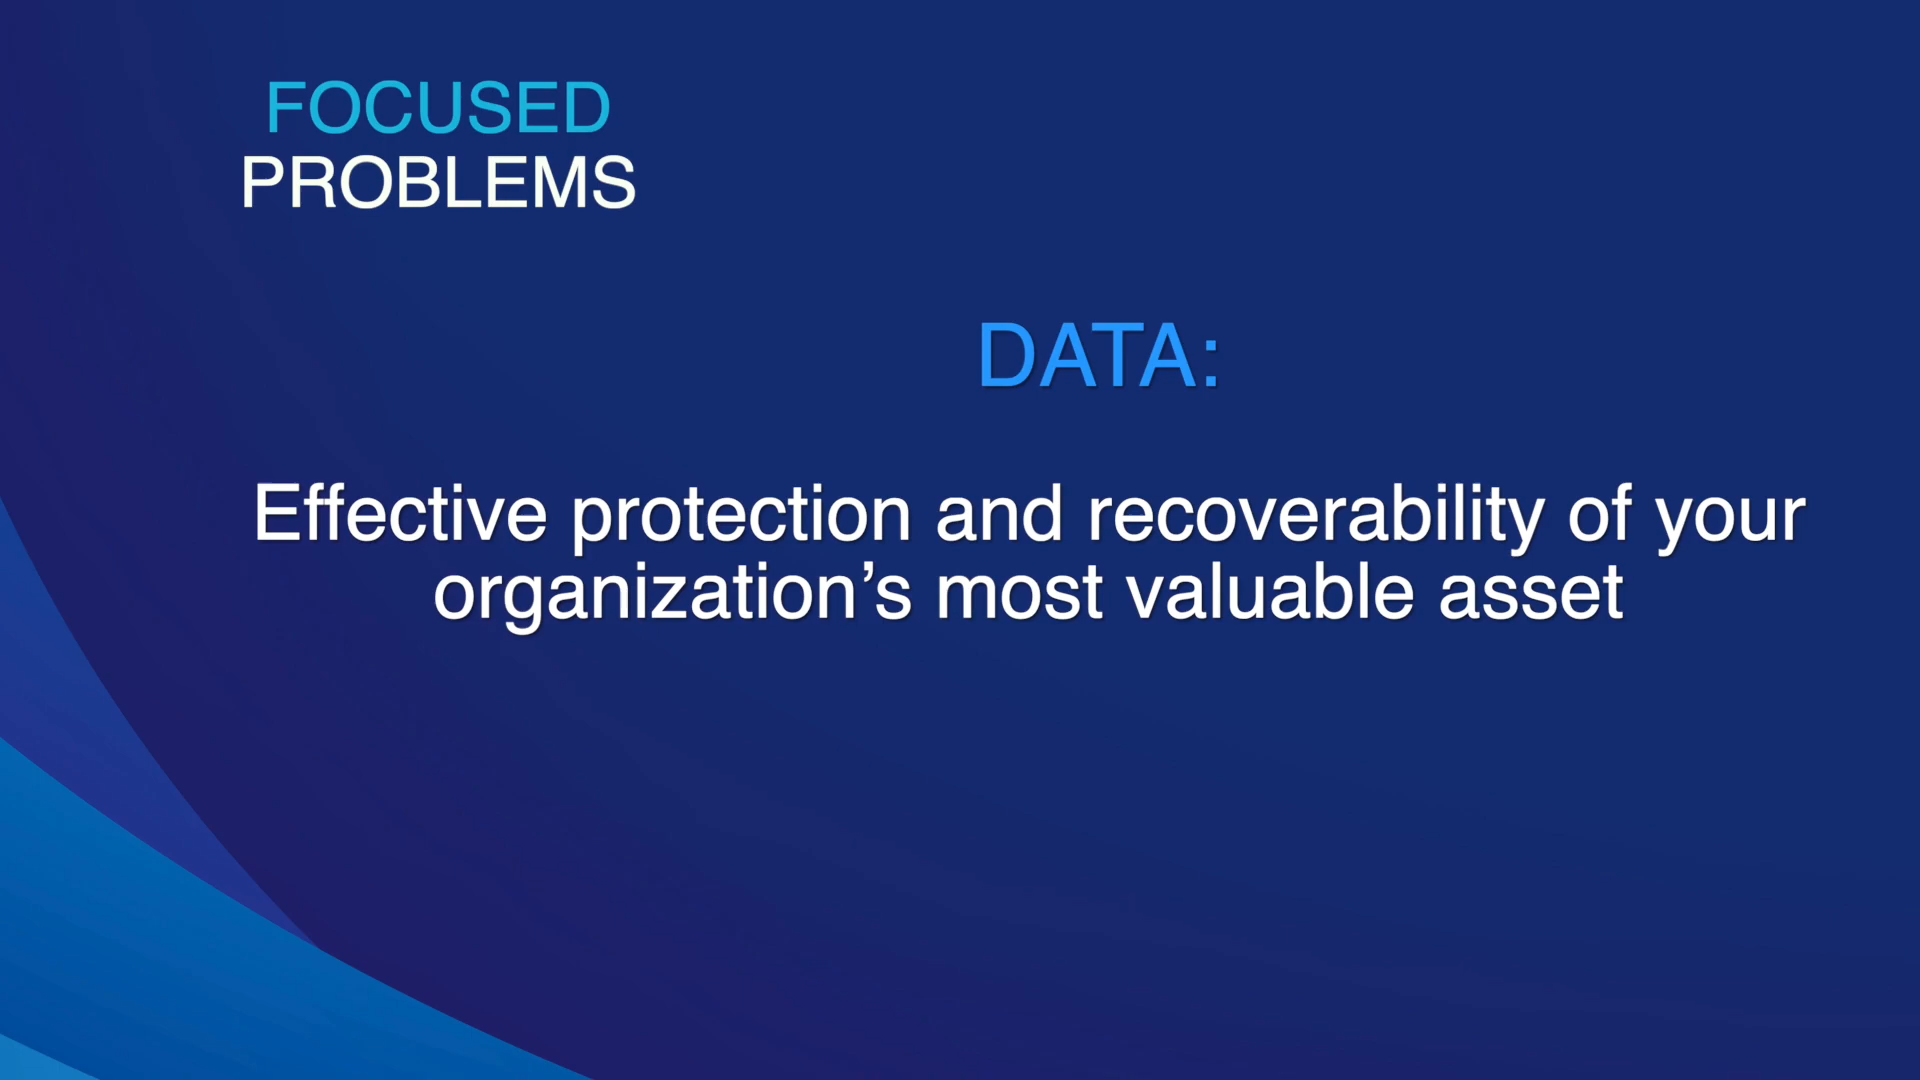 FOCUSED
PROBLEMS
DATA:
Effective protection and recoverability of your
organization’s most valuable asset